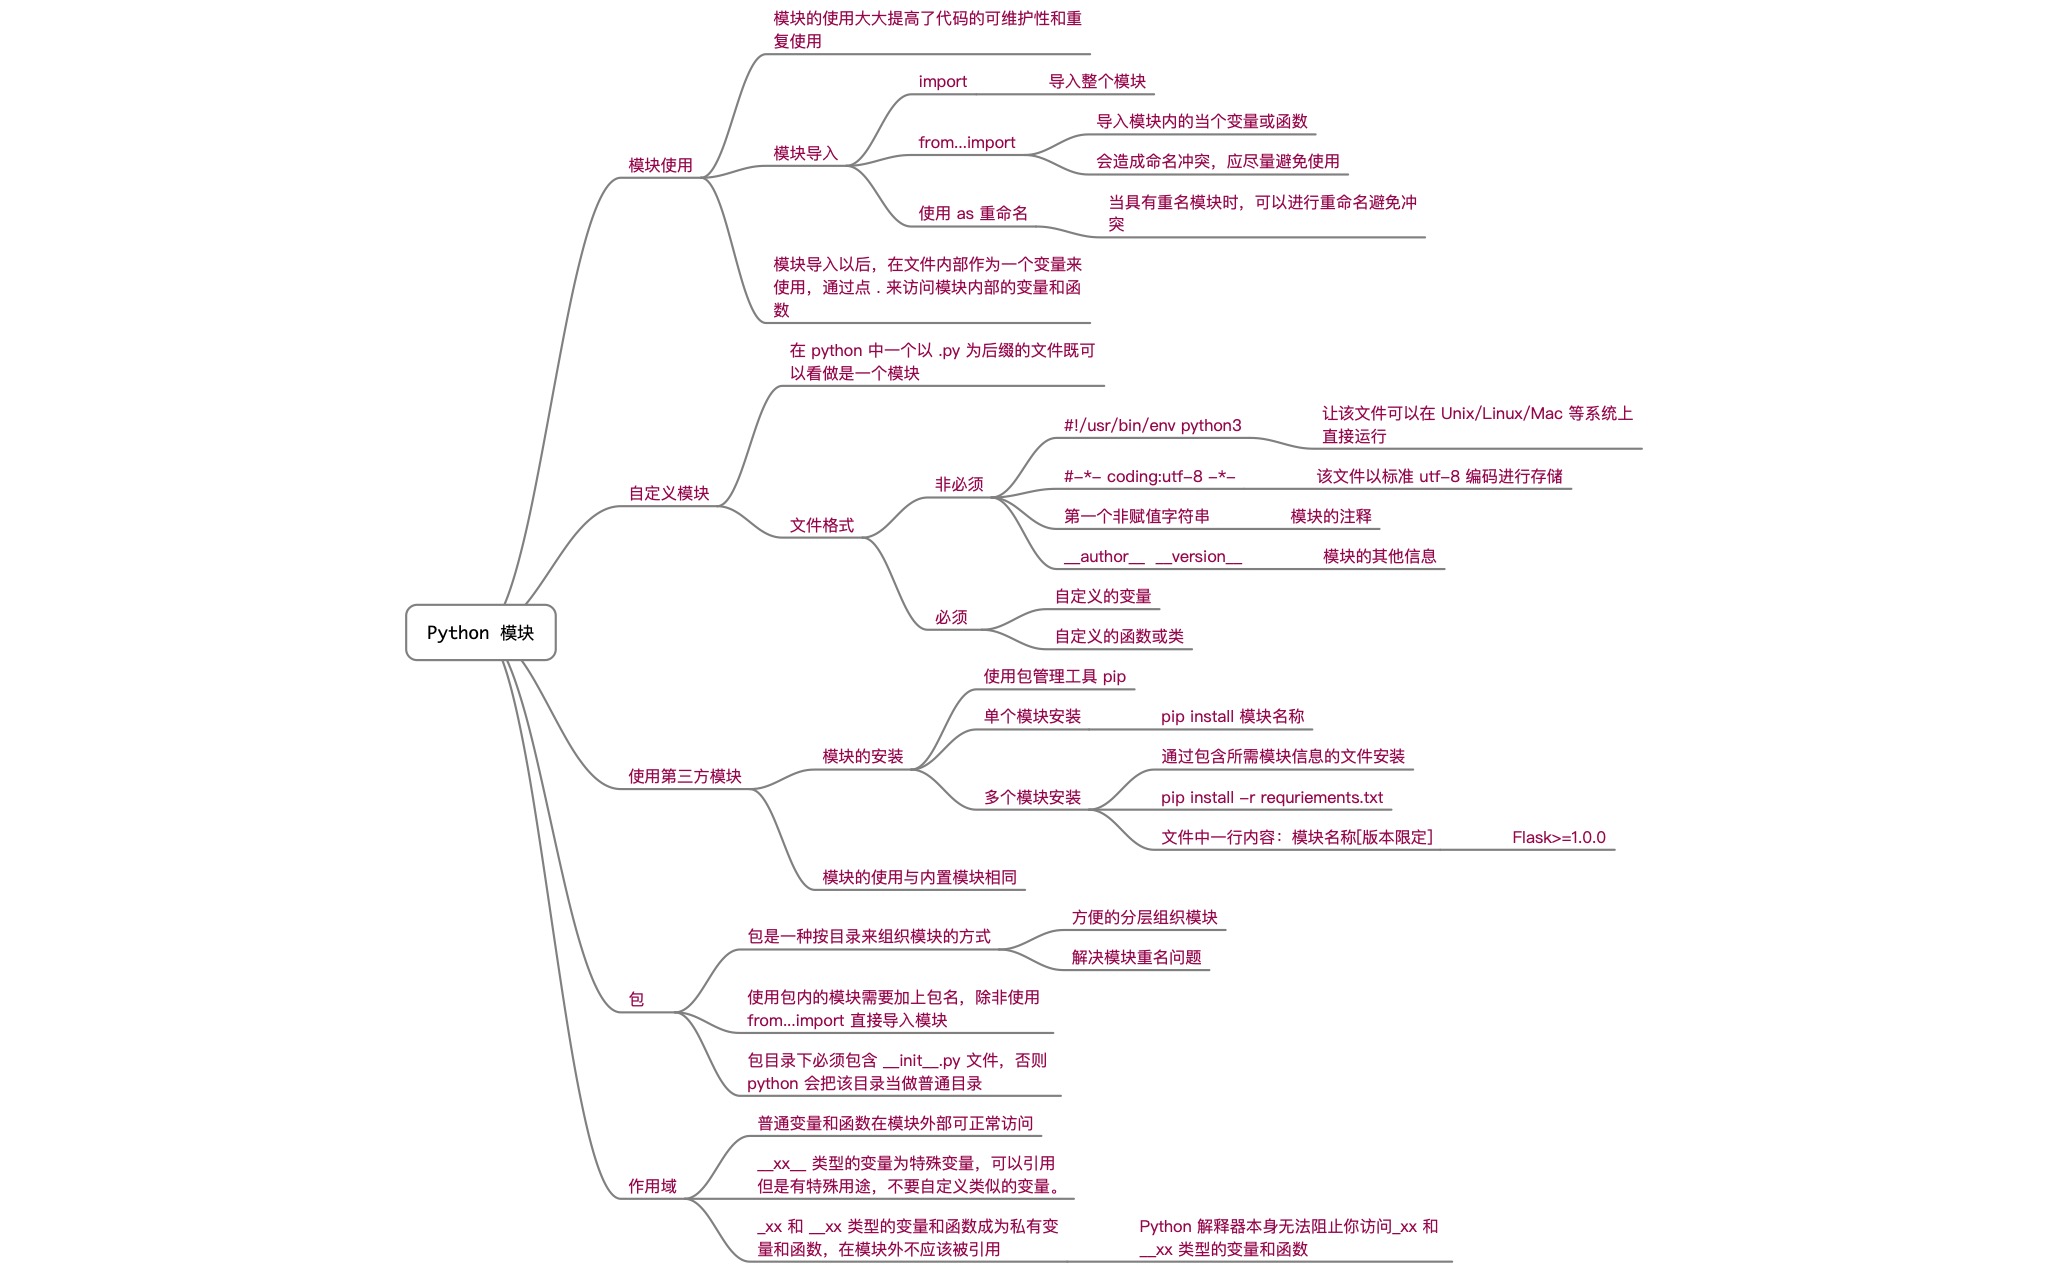 模块的使用大大提高了代码的可维护性和重
复使用
import
导入整个模块
导入模块内的当个变量或函数
from...import
模块导入
会造成命名冲突，应尽量避免使用
模块使用
当具有重名模块时，可以进行重命名避免冲
突
使用 as 重命名
模块导入以后，在文件内部作为一个变量来
使用，通过点 . 来访问模块内部的变量和函
数
在 python 中一个以 .py 为后缀的文件既可
以看做是一个模块
让该文件可以在 Unix/Linux/Mac 等系统上
直接运行
#!/usr/bin/env python3
#-*- coding:utf-8 -*-
该文件以标准 utf-8 编码进行存储
非必须
自定义模块
第一个非赋值字符串
模块的注释
文件格式
__author__ __version__
模块的其他信息
自定义的变量
必须
自定义的函数或类
Python 模块
使用包管理工具 pip
单个模块安装
pip install 模块名称
模块的安装
通过包含所需模块信息的文件安装
使用第三方模块
多个模块安装
pip install -r requriements.txt
文件中一行内容：模块名称[版本限定]
Flask>=1.0.0
模块的使用与内置模块相同
方便的分层组织模块
包是一种按目录来组织模块的方式
解决模块重名问题
包
使用包内的模块需要加上包名，除非使用
from...import 直接导入模块
包目录下必须包含 __init__.py 文件，否则
python 会把该目录当做普通目录
普通变量和函数在模块外部可正常访问
__xx__ 类型的变量为特殊变量，可以引用
但是有特殊用途，不要自定义类似的变量。
作用域
_xx 和 __xx 类型的变量和函数成为私有变
量和函数，在模块外不应该被引用
Python 解释器本身无法阻止你访问_xx 和
__xx 类型的变量和函数